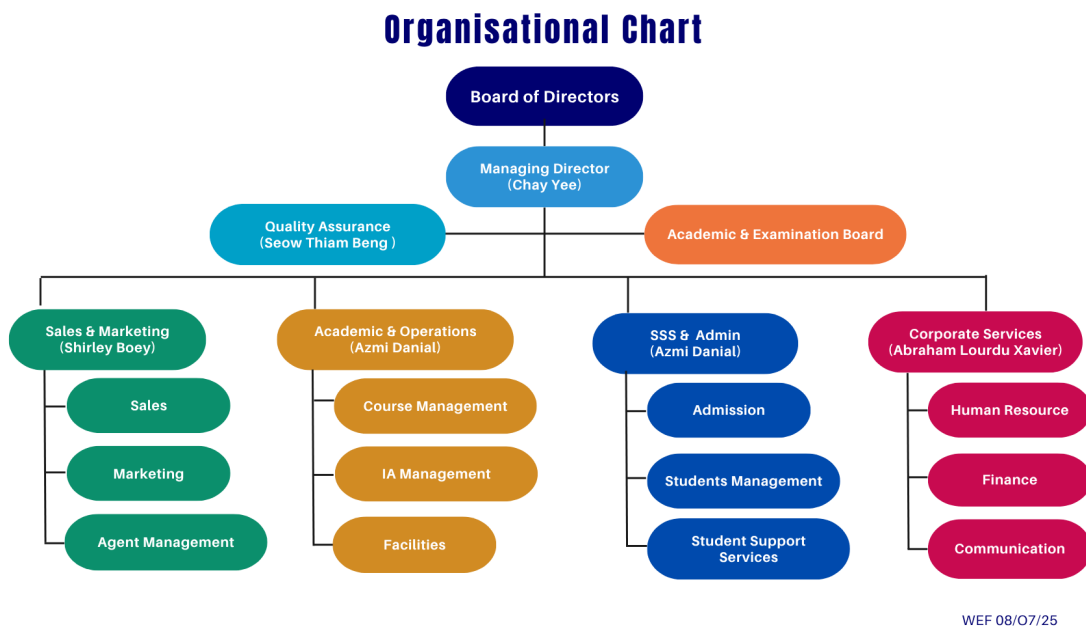 Organisational Chart
Board of Directors
Managing Director
(Chay Yee)
Quality Assurance
(Seow Thiam Beng )
Academic & Examination Board
Sales & Marketing
(Shirley Boey)
Sales
Marketing
Agent Management
Academic & Operations
(Azmi Danial)
Course Management
IA Management
Facilities
SSS & Admin
(Azmi Danial)
Admission
Students Management
Student Support
Services
Corporate Services
(Abraham Lourdu Xavier)
Human Resource
Finance
Communication
WEF 08/O7/25